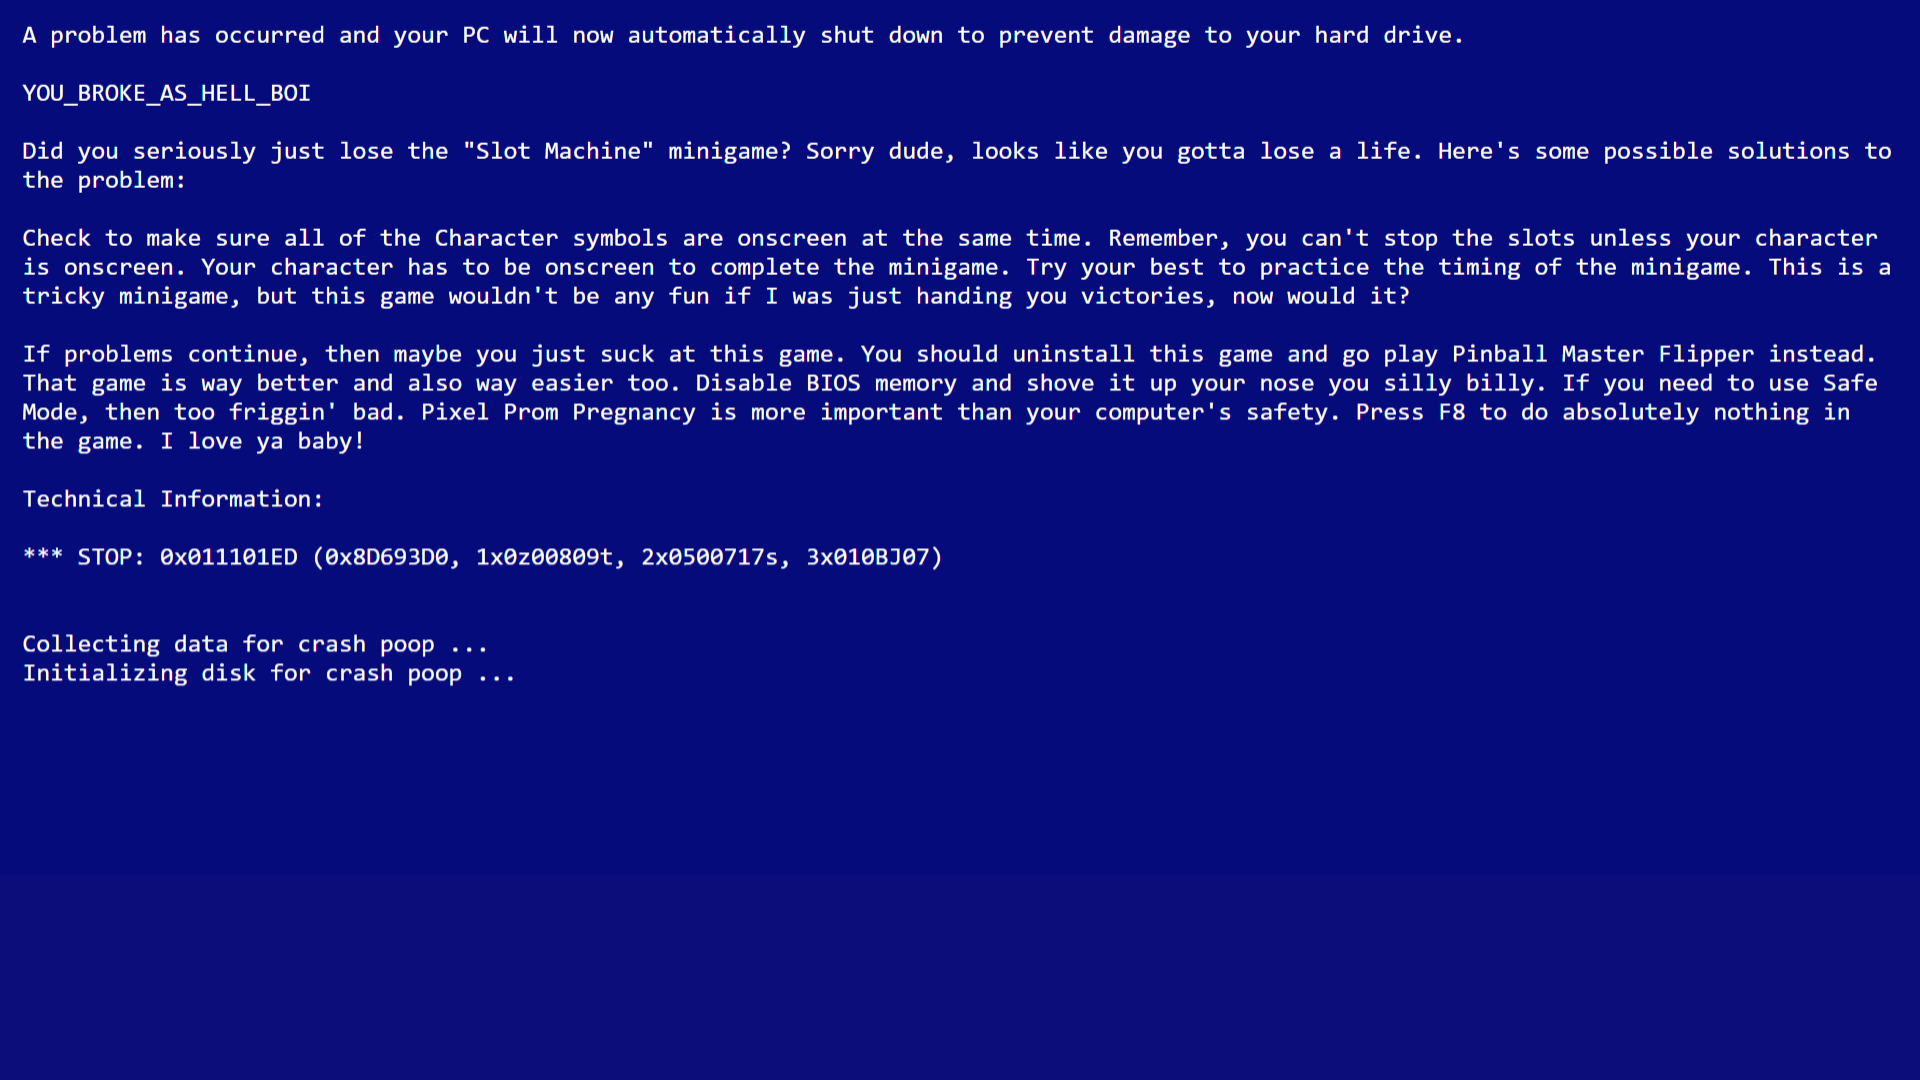 A problem has occurred and your PC will now automatically shut down to prevent damage to your hard drive.
YOU_BROKE_AS_HELL_BOI
Did you seriously just lose the "Slot Machine" minigame? Sorry dude, looks like you gotta lose a life. Here's some possible solutions to
the problem:
Check to make sure all of the Character symbols are onscreen at the same time. Remember, you can't stop the slots unless your character
is onscreen. Your character has to be onscreen to complete the minigame. Try your best to practice the timing of the minigame. This is a
tricky minigame, but this game wouldn't be any fun if I was just handing you victories, now would it?
If problems continue, then maybe you just suck at this game. You should uninstall this game and go play Pinball Master Flipper instead.
That game is way better and also way easier too. Disable BIOS memory and shove it up your nose you silly billy. If you need to use Safe
Mode, then too friggin' bad. Pixel Prom Pregnancy is more important than your computer's safety. Press F8 to do absolutely nothing in
the game. I love ya baby!
Technical Information:
*** STOP: 0x011101ED (0x8D693D0, 1x0z00809t, 2x0500717s, 3x010BJ07)
Collecting data for crash poop ...
Initializing disk for crash poop ...